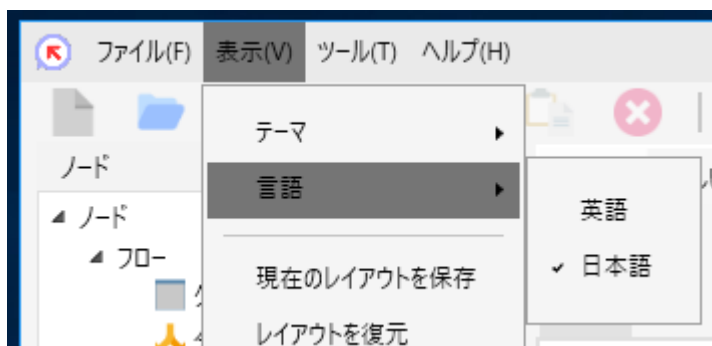 ファイル(F) 表示(V) ツール(T) ヘルプ(H)
テーマ
ノード
言語
英語
ノード
フロー
日本語
現在のレイアウトを保存
レイアウトを復元